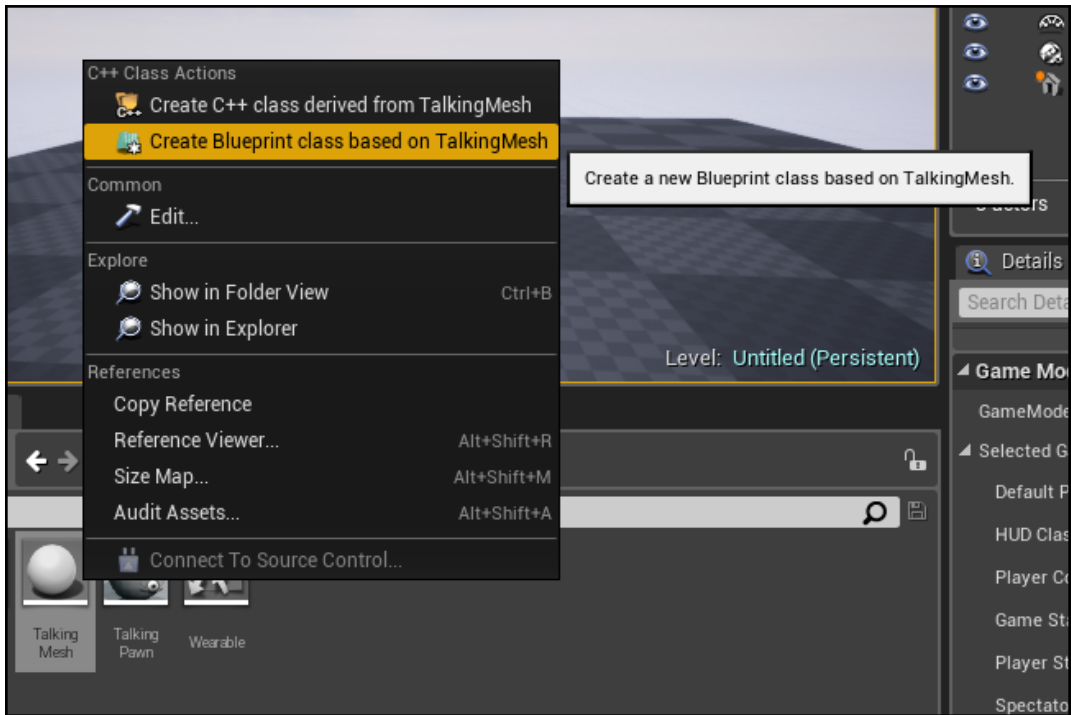 C++ Class Actions
C++
Create C++ class derived from TalkingMesh
Create Blueprint class based on TalkingMesh
Create a new Blueprint class based on TalkingMesh.
Common
Edit...
Explore
Show in Folder View Ctrl+B
Show in Explorer
References
Copy Reference
Reference Viewer... Alt+Shift+R
Size Map... Alt+Shift+M
Audit Assets... Alt+Shift+A
Connect To Source Control...
Level: Untitled (Persistent)
Talking
Mesh
Talking
Pawn
Wearable
Details
Search Deta
Game Mo
GameMode
Selected G
Default P
HUD Clas
Player Co
Game Sta
Player St
Spectato